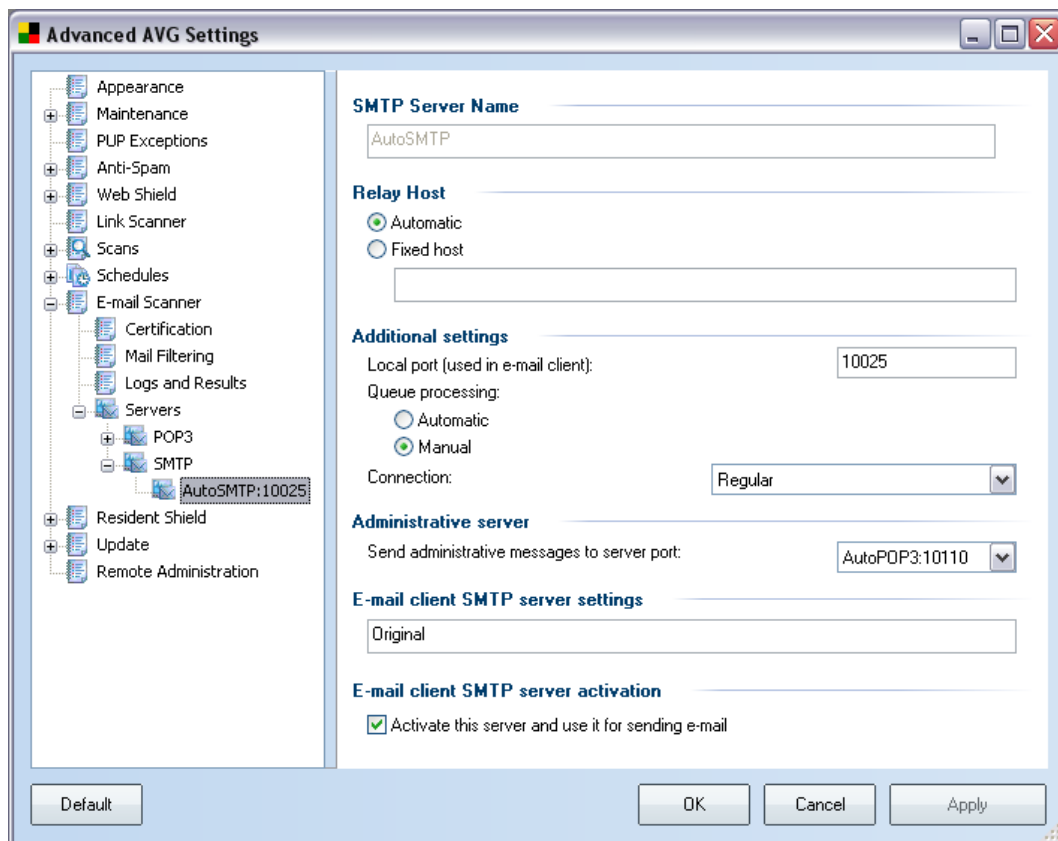 Advanced AVG Settings
Appearance
Maintenance
PUP Exceptions
Anti-Spam
Web Shield
Link Scanner
Scans
Schedules
E-mail Scanner
Certification
Mail Filtering
Logs and Results
Servers
POP3
SMTP
AutoSMTP:10025
Resident Shield
Update
Remote Administration
SMTP Server Name
AutoSMTP
Relay Host
Automatic
Fixed host
Additional settings
Local port (used in e-mail client): 10025
Queue processing:
Automatic
Manual
Connection: Regular
Administrative server
Send administrative messages to server port: AutoPOP3:10110
E-mail client SMTP server settings
Original
E-mail client SMTP server activation
Activate this server and use it for sending e-mail
Default OK Cancel Apply